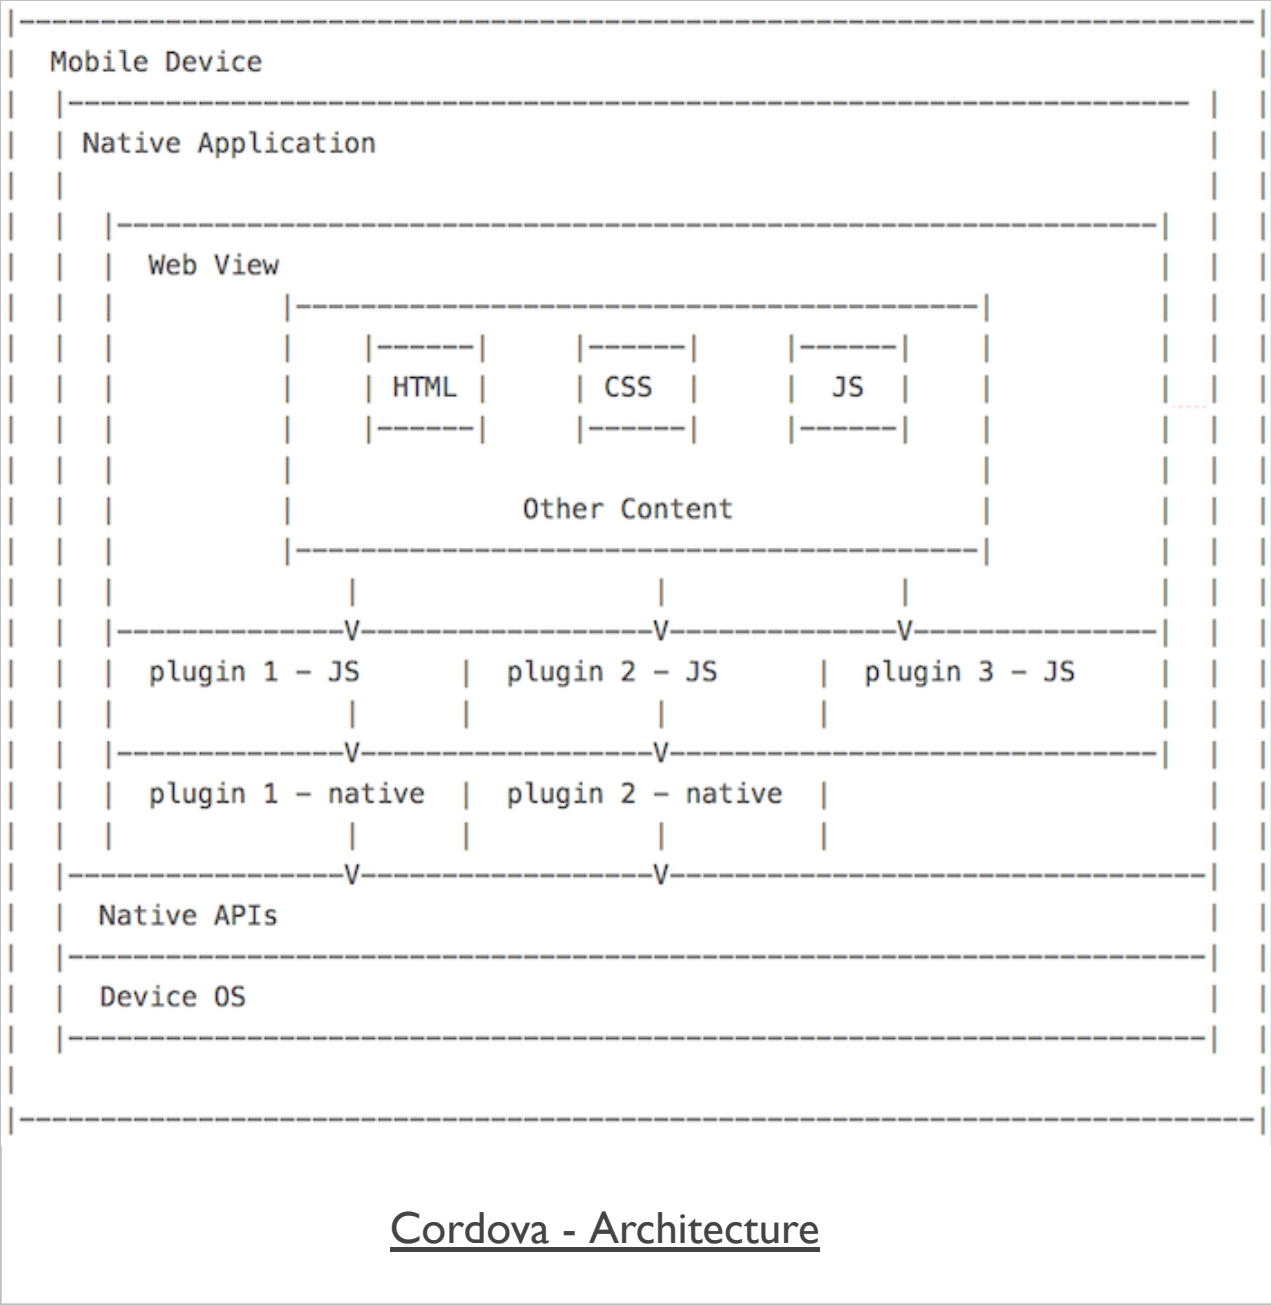 Mobile Device
Native Application
Web View
HTML CSS JS
Other Content
V V V
plugin 1 – JS | plugin 2 – JS | plugin 3 – JS
V V
plugin 1 – native | plugin 2 – native |
V V
Native APIs
Device OS
Cordova - Architecture